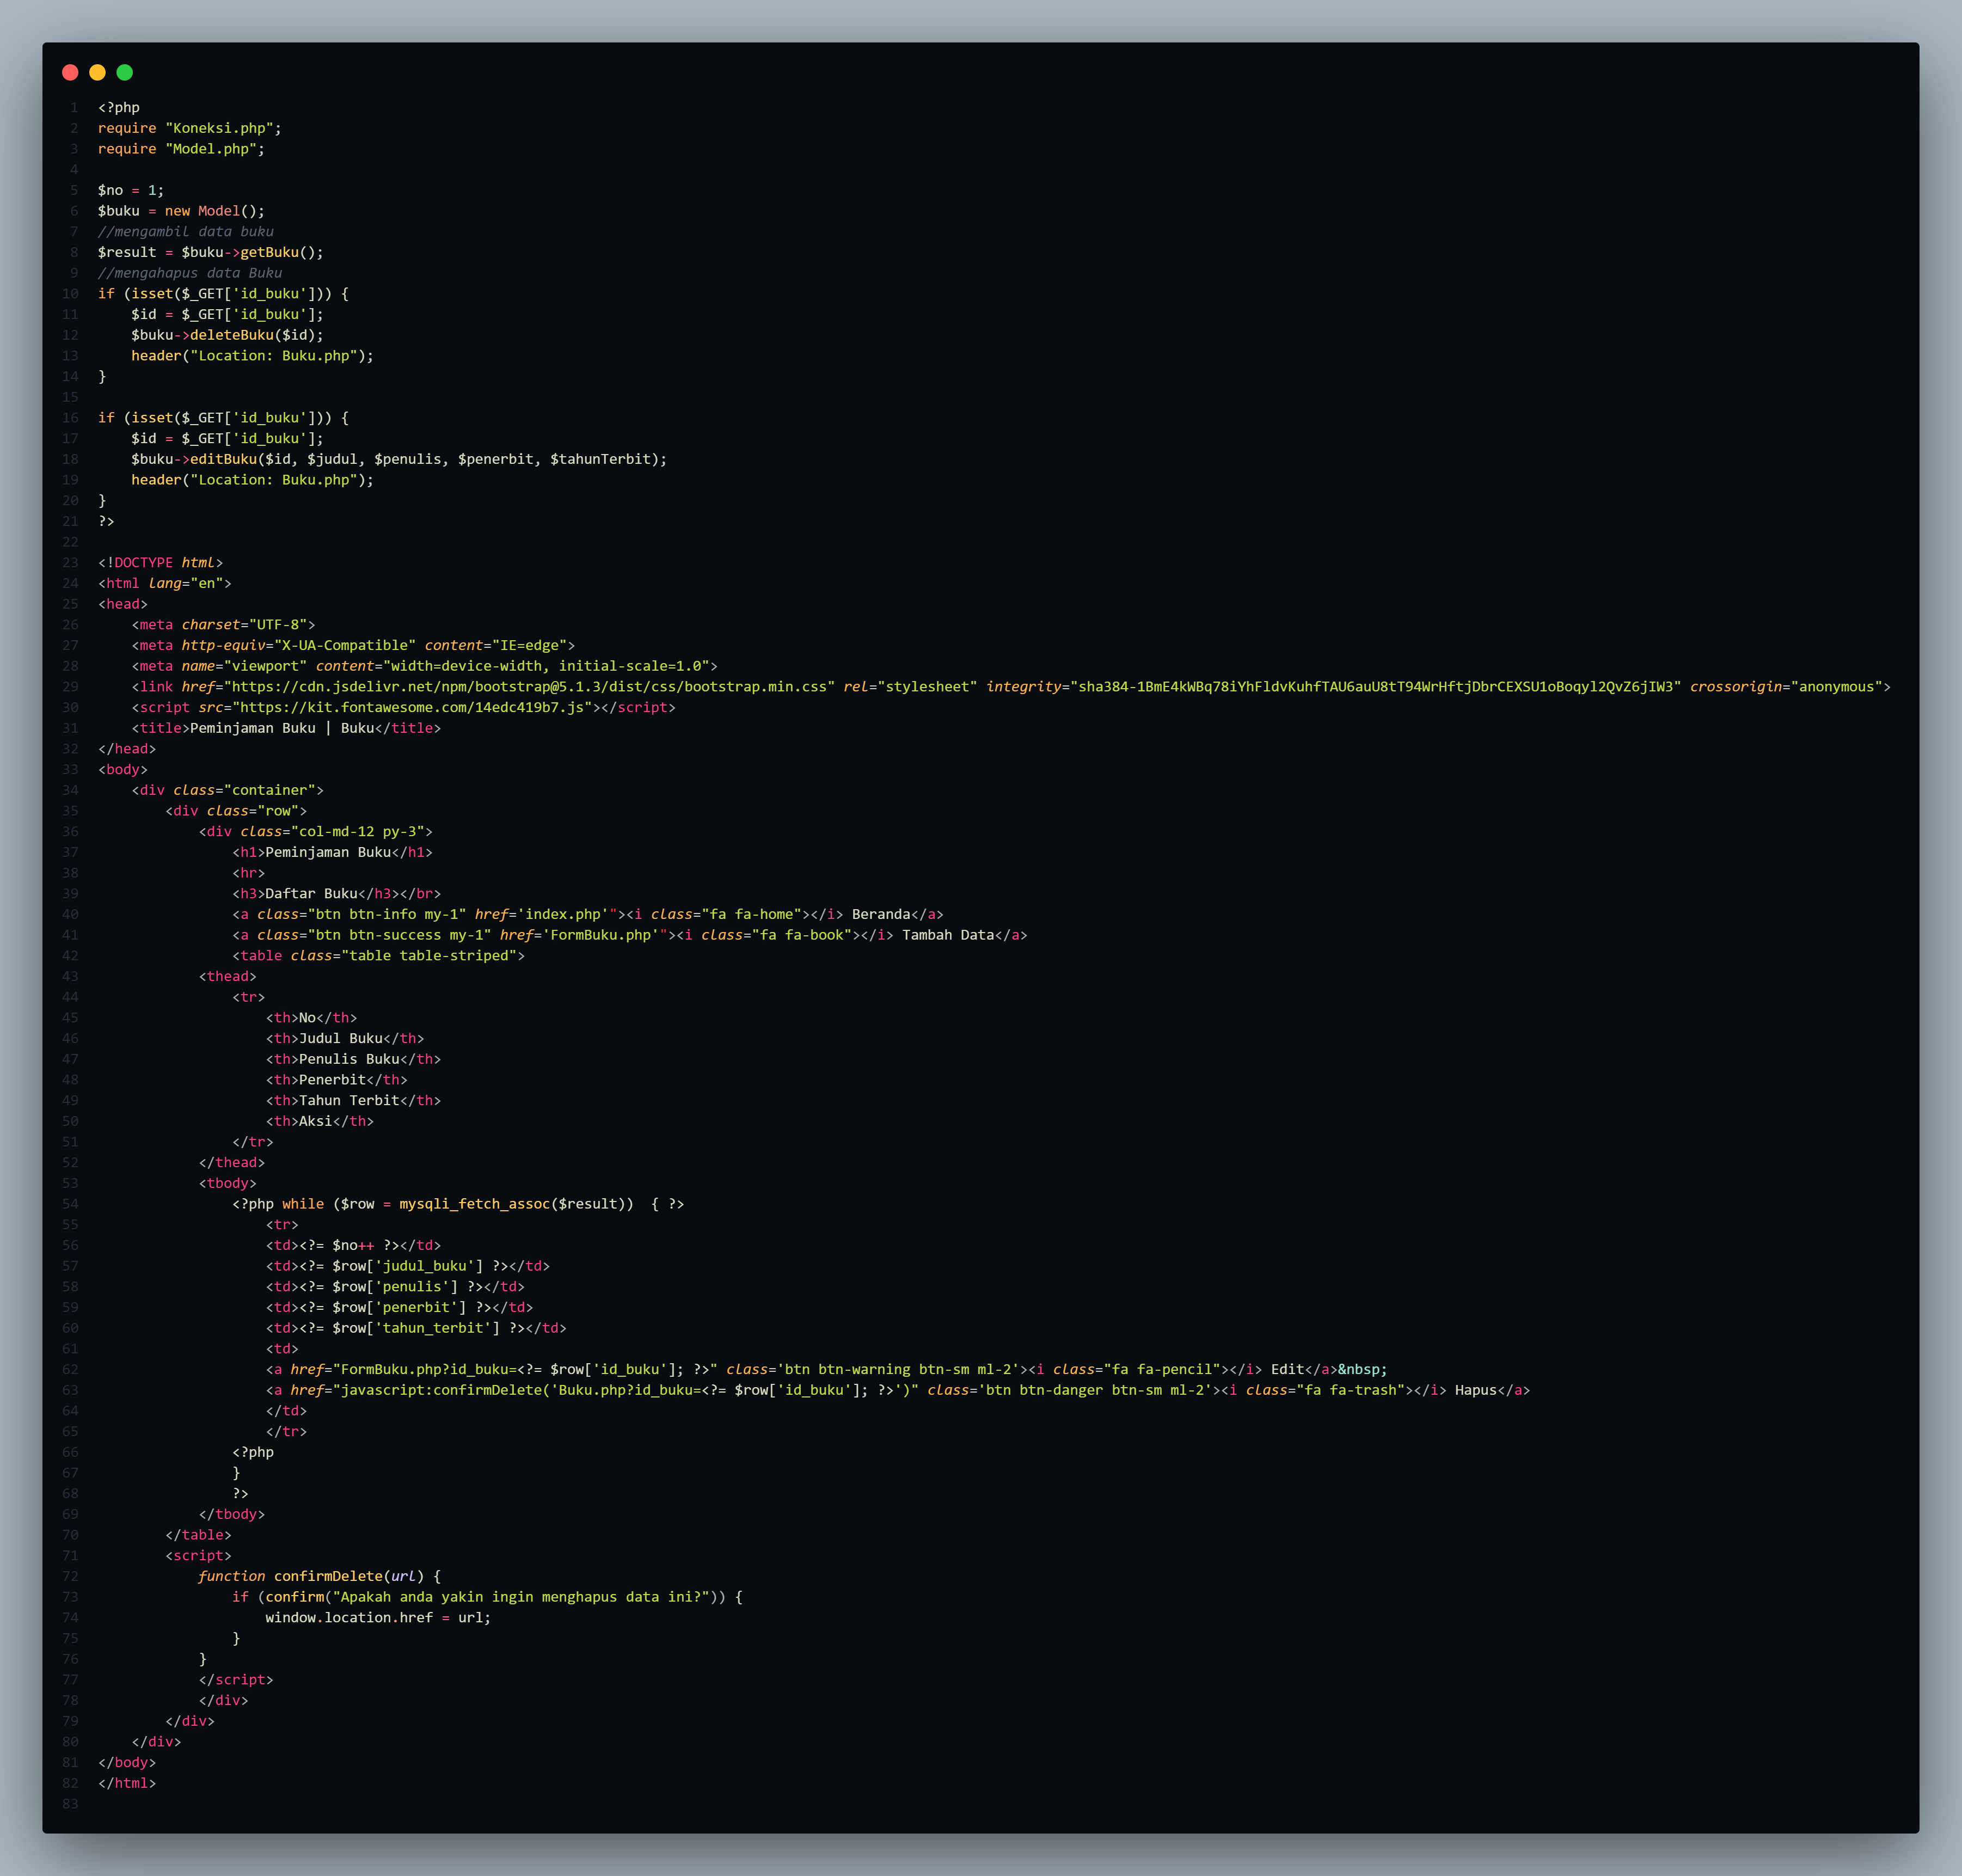 1 <?php
2 require "Koneksi.php";
3 require "Model.php";
4
5 $no = 1;
6 $buku = new Model();
7 //mengambil data buku
8 $result = $buku->getBuku();
9 //mengahapus data Buku
10 if (isset($_GET['id_buku'])) {
11     $id = $_GET['id_buku'];
12     $buku->deleteBuku($id);
13     header("Location: Buku.php");
14 }
15
16 if (isset($_GET['id_buku'])) {
17     $id = $_GET['id_buku'];
18     $buku->editBuku($id, $judul, $penulis, $penerbit, $tahunTerbit);
19     header("Location: Buku.php");
20 }
21 ?>
22
23 <!DOCTYPE html>
24 <html lang="en">
25 <head>
26     <meta charset="UTF-8">
27     <meta http-equiv="X-UA-Compatible" content="IE=edge">
28     <meta name="viewport" content="width=device-width, initial-scale=1.0">
29     <link href="https://cdn.jsdelivr.net/npm/bootstrap@5.1.3/dist/css/bootstrap.min.css" rel="stylesheet" integrity="sha384-1BmE4kWBq78iYhFldvKuhfTAU6auU8tT94WrHftjDbrCEXSU1oBoqyl2QvZ6jIW3" crossorigin="anonymous">
30     <script src="https://kit.fontawesome.com/14edc419b7.js"></script>
31     <title>Peminjaman Buku | Buku</title>
32 </head>
33 <body>
34     <div class="container">
35         <div class="row">
36             <div class="col-md-12 py-3">
37                 <h1>Peminjaman Buku</h1>
38                 <hr>
39                 <h3>Daftar Buku</h3></br>
40                 <a class="btn btn-info my-1" href='index.php'"><i class="fa fa-home"></i> Beranda</a>
41                 <a class="btn btn-success my-1" href='FormBuku.php'"><i class="fa fa-book"></i> Tambah Data</a>
42                 <table class="table table-striped">
43             <thead>
44                 <tr>
45                     <th>No</th>
46                     <th>Judul Buku</th>
47                     <th>Penulis Buku</th>
48                     <th>Penerbit</th>
49                     <th>Tahun Terbit</th>
50                     <th>Aksi</th>
51                 </tr>
52             </thead>
53             <tbody>
54                 <?php while ($row = mysqli_fetch_assoc($result))  { ?>
55                     <tr>
56                     <td><?= $no++ ?></td>
57                     <td><?= $row['judul_buku'] ?></td>
58                     <td><?= $row['penulis'] ?></td>
59                     <td><?= $row['penerbit'] ?></td>
60                     <td><?= $row['tahun_terbit'] ?></td>
61                     <td>
62                     <a href="FormBuku.php?id_buku=<?= $row['id_buku']; ?>" class='btn btn-warning btn-sm ml-2'><i class="fa fa-pencil"></i> Edit</a>&nbsp;
63                     <a href="javascript:confirmDelete('Buku.php?id_buku=<?= $row['id_buku']; ?>')" class='btn btn-danger btn-sm ml-2'><i class="fa fa-trash"></i> Hapus</a>
64                     </td>
65                     </tr>
66                 <?php
67                 }
68                 ?>
69             </tbody>
70         </table>
71         <script>
72             function confirmDelete(url) {
73                 if (confirm("Apakah anda yakin ingin menghapus data ini?")) {
74                     window.location.href = url;
75                 }
76             }
77             </script>
78             </div>
79         </div>
80     </div>
81 </body>
82 </html>
83